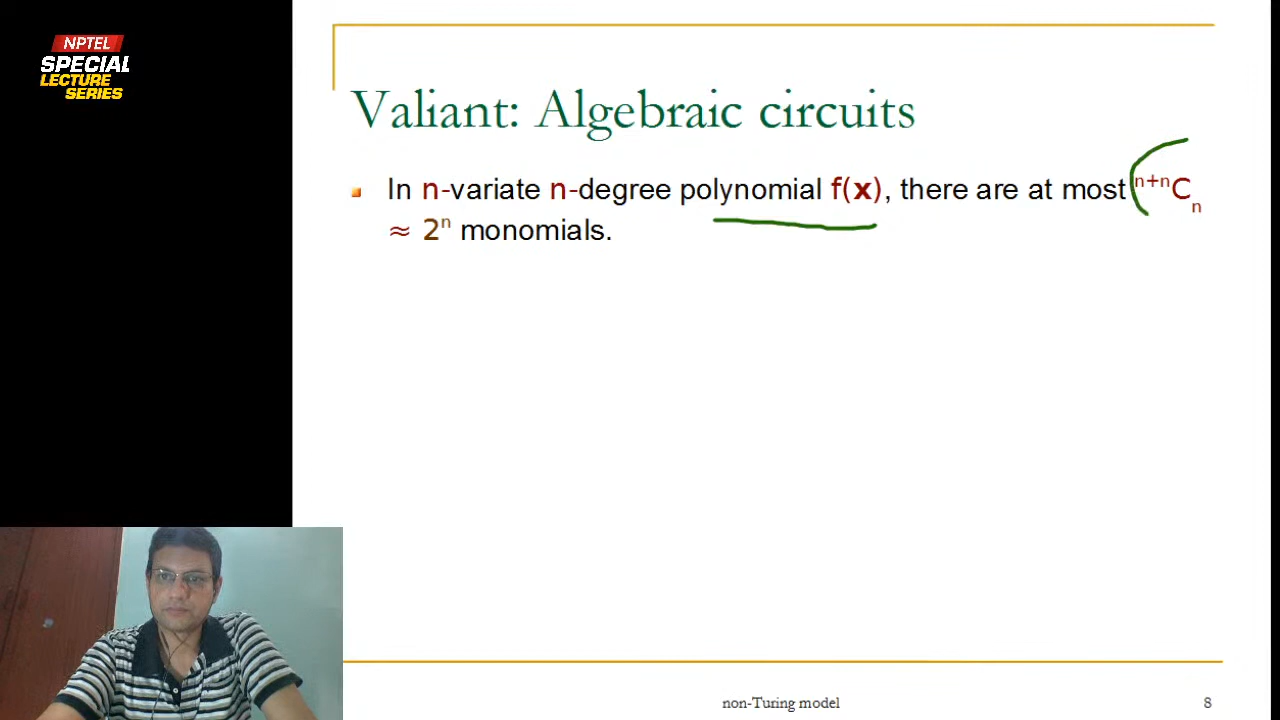 NPTEL
SPECIAL
LECTURE
SERIES
Valiant: Algebraic circuits
In n-variate n-degree polynomial f(x), there are at most ⁿ⁺ⁿCₙ
≈ 2ⁿ monomials.
non-Turing model
8